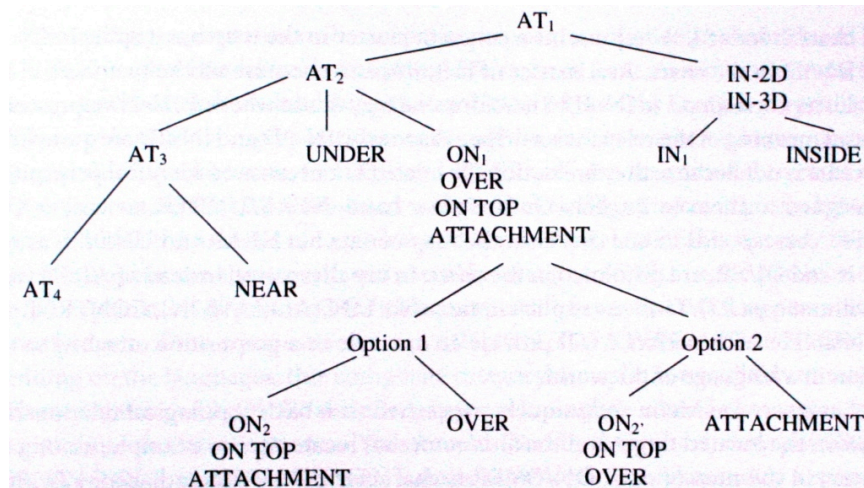 AT₁
AT₂
IN-2D
IN-3D
AT₃
UNDER
ON₁
OVER
ON TOP
ATTACHMENT
IN₁
INSIDE
AT₄
NEAR
Option 1
Option 2
ON₂
ON TOP
ATTACHMENT
OVER
ON₂'
ON TOP
OVER
ATTACHMENT